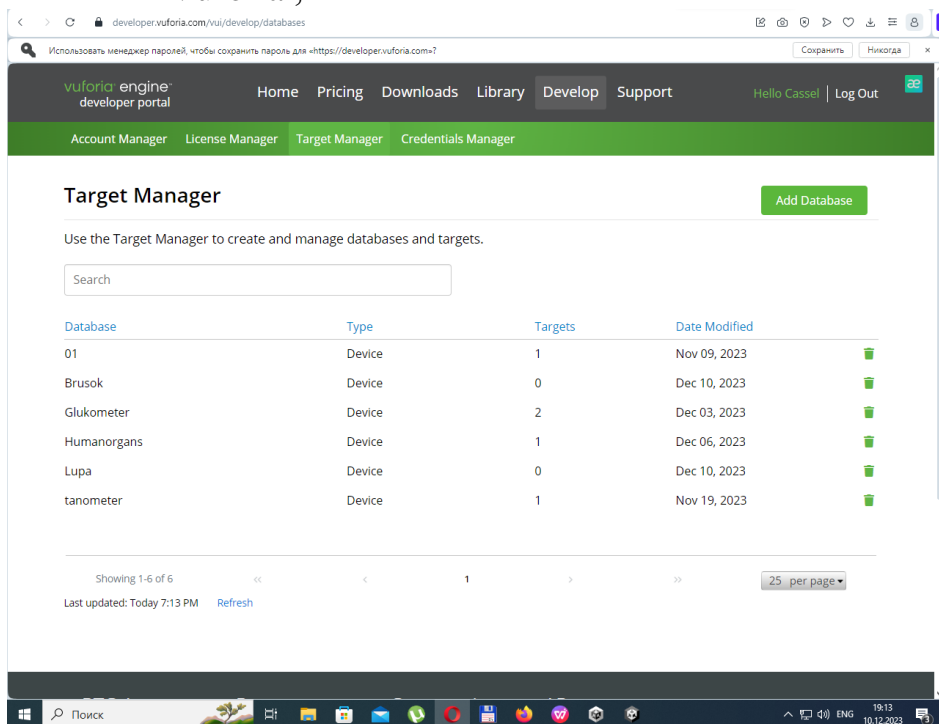 developer.vuforia.com/vui/develop/databases
Использовать менеджер паролей, чтобы сохранить пароль для «https://developer.vuforia.com»?
Сохранить
Никогда
vuforia engine™
developer portal
Home Pricing Downloads Library Develop Support
Hello Cassel | Log Out
æ
Account Manager License Manager Target Manager Credentials Manager
Target Manager
Add Database
Use the Target Manager to create and manage databases and targets.
Search
Database Type Targets Date Modified
01 Device 1 Nov 09, 2023
Brusok Device 0 Dec 10, 2023
Glukometer Device 2 Dec 03, 2023
Humanorgans Device 1 Dec 06, 2023
Lupa Device 0 Dec 10, 2023
tanometer Device 1 Nov 19, 2023
Showing 1-6 of 6 << < 1 > >>
25 per page
Last updated: Today 7:13 PM Refresh
Поиск
ENG
19:13
10.12.2023